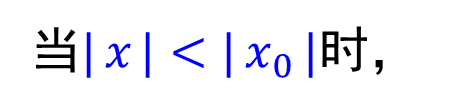 当| x | < | x₀ |时，